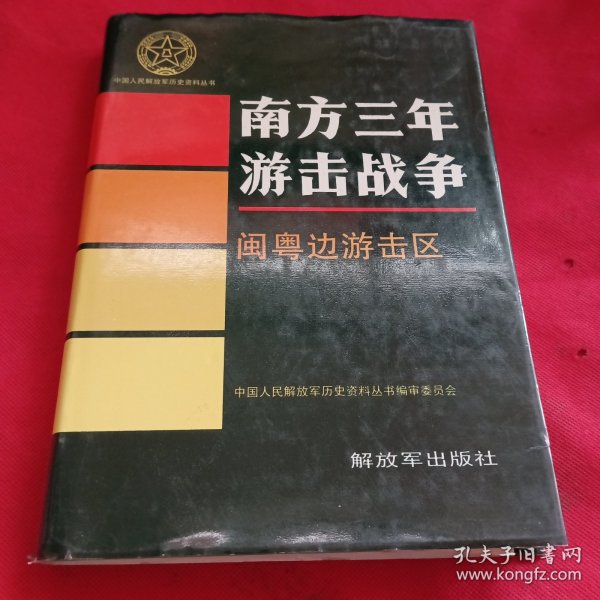 中国人民解放军历史资料丛书
南方三年
游击战争
闽粤边游击区
中国人民解放军历史资料丛书编审委员会
解放军出版社
孔夫子旧书网
www.kongfz.com